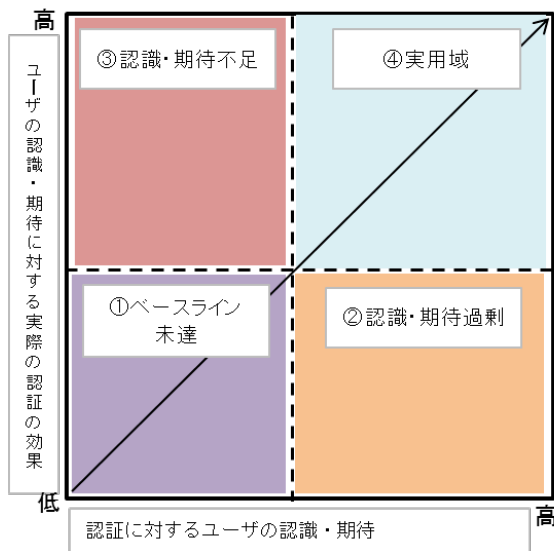 高
③認識・期待不足
④実用域
ユーザの認識・期待に対する実際の認証の効果
①ベースライン
未達
②認識・期待過剰
低
高
認証に対するユーザの認識・期待